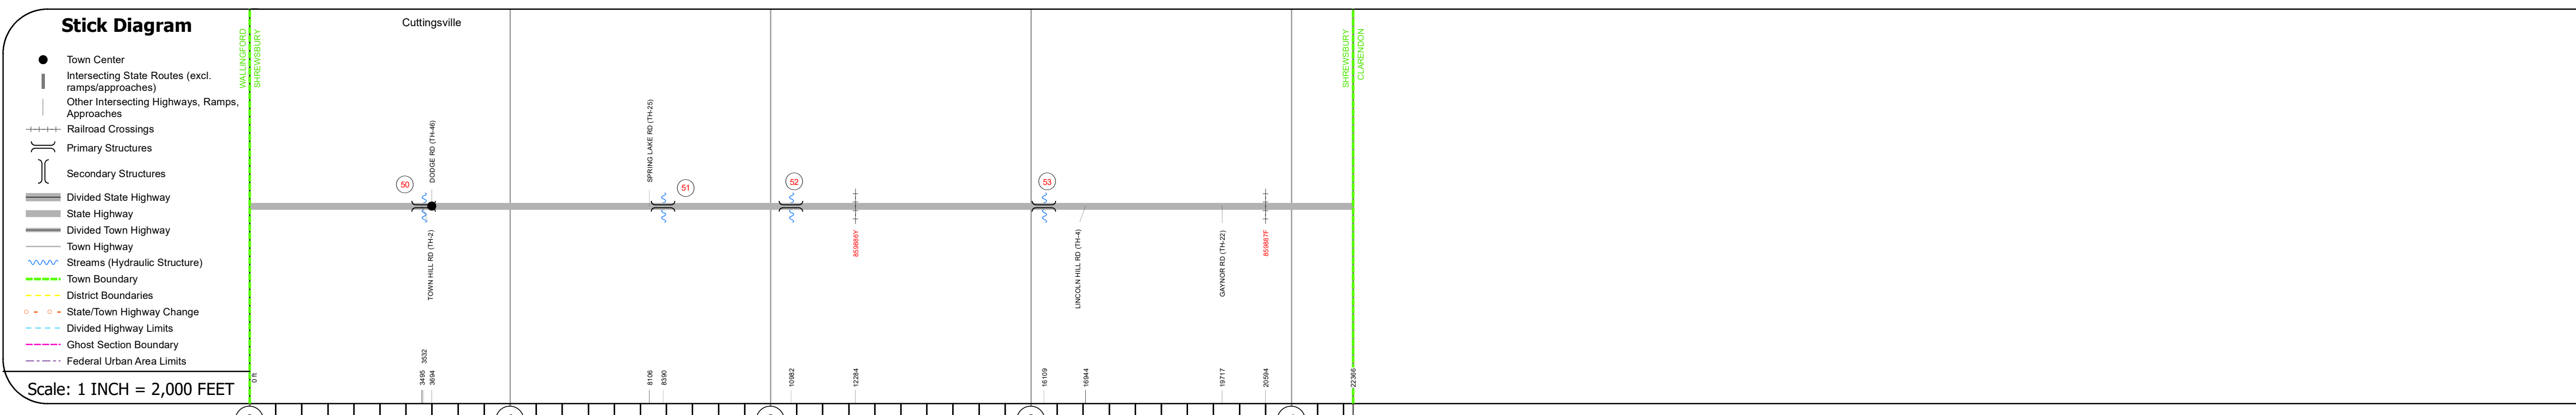 Stick Diagram
Town Center
Intersecting State Routes (excl.
ramps/approaches)
Other Intersecting Highways, Ramps,
Approaches
Railroad Crossings
Primary Structures
Secondary Structures
Divided State Highway
State Highway
Divided Town Highway
Town Highway
Streams (Hydraulic Structure)
Town Boundary
District Boundaries
State/Town Highway Change
Divided Highway Limits
Ghost Section Boundary
Federal Urban Area Limits
Scale: 1 INCH = 2,000 FEET
WALLINGFORD
SHREWSBURY
Cuttingsville
50
DODGE RD (TH-46)
TOWN HILL RD (TH-2)
SPRING LAKE RD (TH-25)
51
52
859886Y
53
LINCOLN HILL RD (TH-4)
GAYNOR RD (TH-22)
859887F
SHREWSBURY
CLARENDON
0 ft
3495
3532
3694
8106
8390
10982
12284
16109
16944
19717
20594
22366